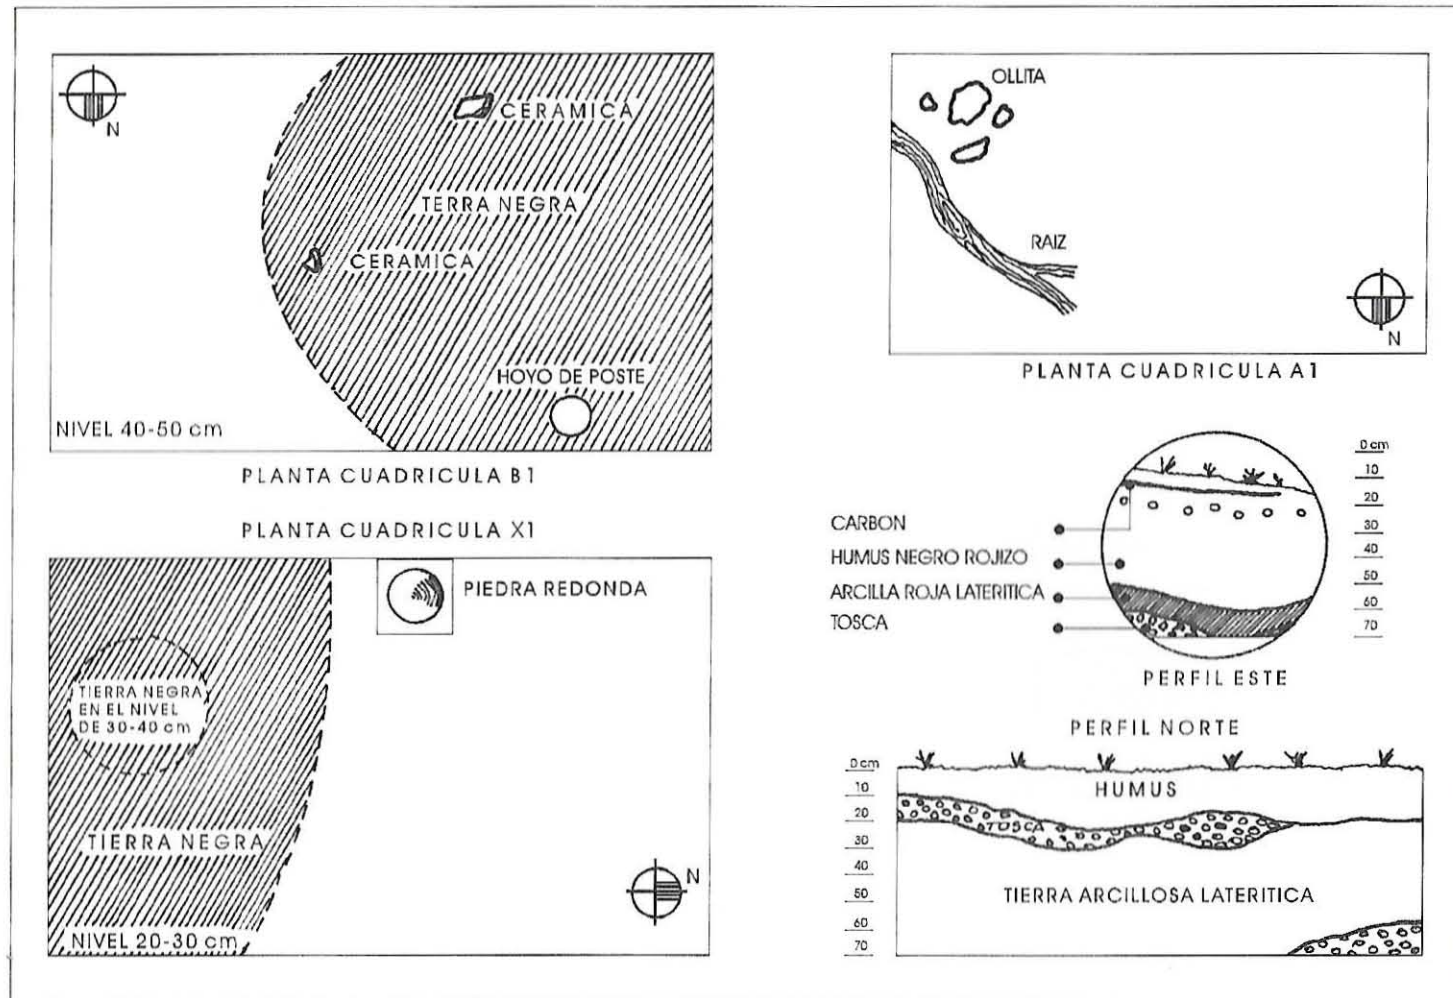 N
CERAMICA
TERRA NEGRA
CERAMICA
HOYO DE POSTE
NIVEL 40-50 cm
PLANTA CUADRICULA B1
OLLITA
RAIZ
N
PLANTA CUADRICULA A1
PLANTA CUADRICULA X1
PIEDRA REDONDA
TIERRA NEGRA
EN EL NIVEL
DE 30-40 cm
TIERRA NEGRA
N
NIVEL 20-30 cm
CARBON
HUMUS NEGRO ROJIZO
ARCILLA ROJA LATERITICA
TOSCA
0 cm
10
20
30
40
50
60
70
PERFIL ESTE
PERFIL NORTE
0 cm
10
20
30
40
50
60
70
HUMUS
TOSCA
TIERRA ARCILLOSA LATERITICA